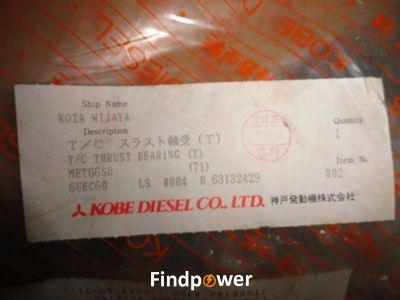 KOBE DIESEL
Ship Name
KOTA WIJAYA
Description
Quantity
T/C スラスト軸受(T)
1
T/C THRUST BEARING (T)
Item No
MET66SD (71)
002
6UEC60 LS #004 B 63132429
KOBE DIESEL CO., LTD. 神戸発動機株式会社
Findpower